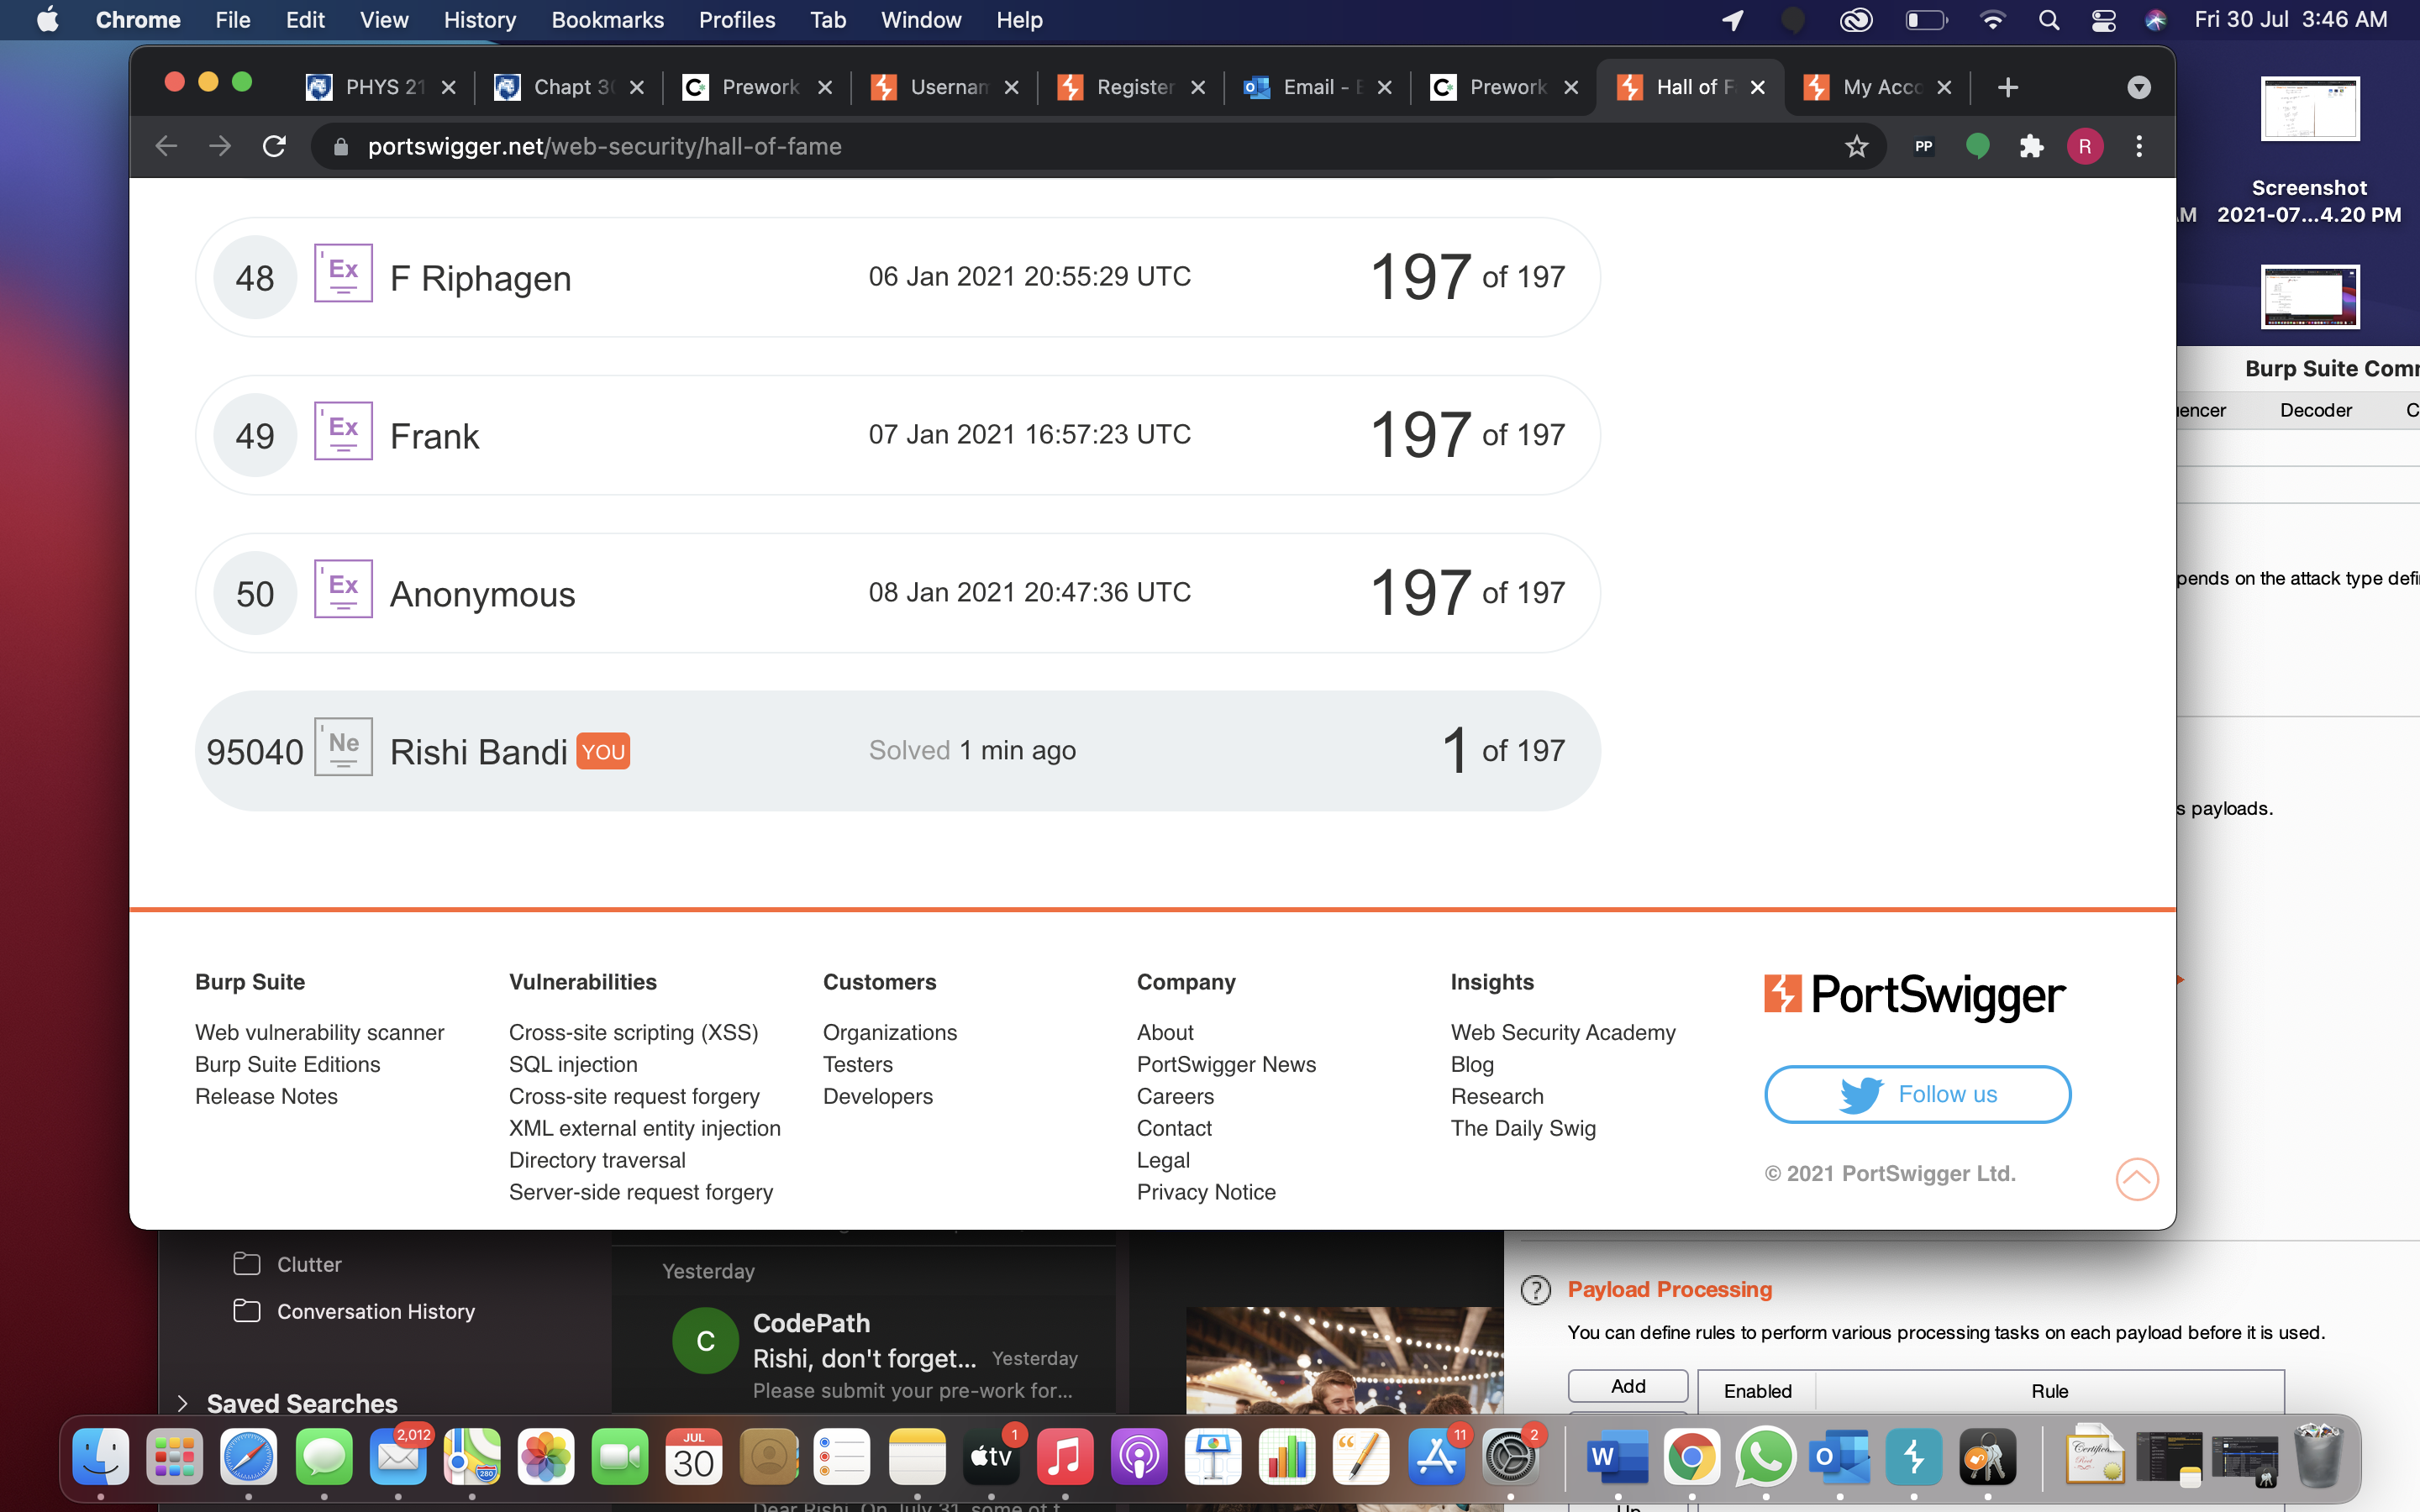 Chrome File Edit View History Bookmarks Profiles Tab Window Help Fri 30 Jul 3:46 AM
PHYS 21 Chapt 3 Prework Usernam Register Email - Prework Hall of F My Acco
portswigger.net/web-security/hall-of-fame PP R
Screenshot
AM 2021-07...4.20 PM
48 Ex F Riphagen 06 Jan 2021 20:55:29 UTC 197 of 197
49 Ex Frank 07 Jan 2021 16:57:23 UTC 197 of 197
50 Ex Anonymous 08 Jan 2021 20:47:36 UTC 197 of 197
95040 Ne Rishi Bandi YOU Solved 1 min ago 1 of 197
Burp Suite Comm
uencer Decoder C
pends on the attack type defi
s payloads.
Burp Suite
Web vulnerability scanner
Burp Suite Editions
Release Notes
Vulnerabilities
Cross-site scripting (XSS)
SQL injection
Cross-site request forgery
XML external entity injection
Directory traversal
Server-side request forgery
Customers
Organizations
Testers
Developers
Company
About
PortSwigger News
Careers
Contact
Legal
Privacy Notice
Insights
Web Security Academy
Blog
Research
The Daily Swig
PortSwigger
Follow us
© 2021 PortSwigger Ltd.
Clutter
Conversation History
Saved Searches
Yesterday
C CodePath
Rishi, don't forget... Yesterday
Please submit your pre-work for...
Dear Rishi, On July 31, some of t
Payload Processing
You can define rules to perform various processing tasks on each payload before it is used.
Add Enabled Rule
Up
2,012 280 JUL 30 tv 1 11 2 W O